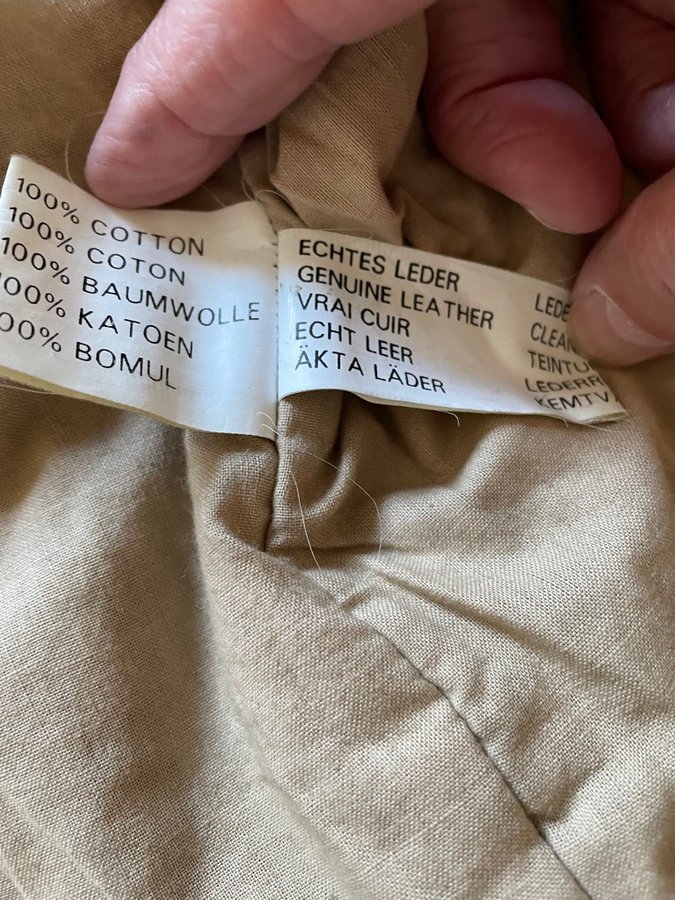 100% COTTON
100% COTON
100% BAUMWOLLE
100% KATOEN
00% BOMUL
ECHTES LEDER
GENUINE LEATHER
VRAI CUIR
ECHT LEER
ÄKTA LÄDER